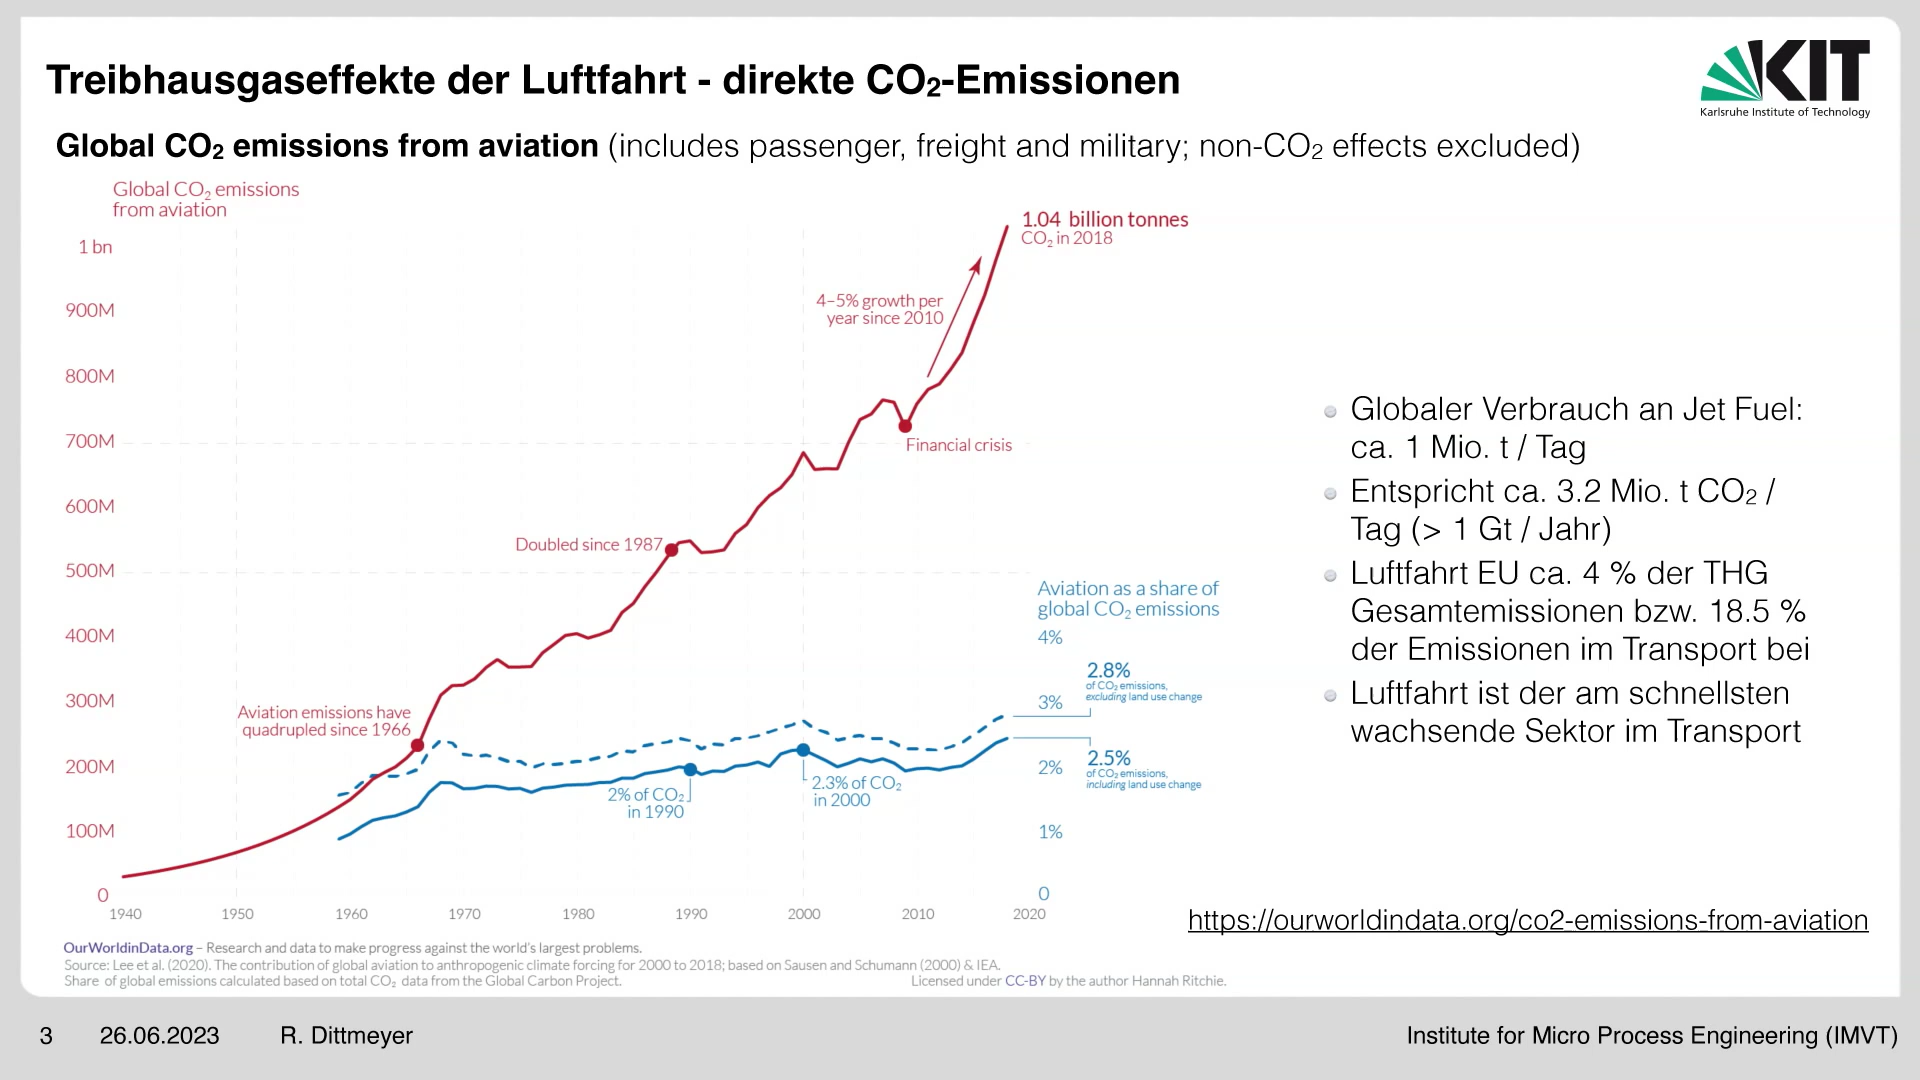 Treibhausgaseffekte der Luftfahrt - direkte CO₂-Emissionen
KIT
Karlsruhe Institute of Technology
Global CO₂ emissions from aviation (includes passenger, freight and military; non-CO₂ effects excluded)
Global CO₂ emissions
from aviation
1 bn
900M
800M
700M
600M
500M
400M
300M
200M
100M
0
1.04 billion tonnes
CO₂ in 2018
4–5% growth per
year since 2010
Financial crisis
Doubled since 1987
Aviation emissions have
quadrupled since 1966
Aviation as a share of
global CO₂ emissions
4%
3%
2%
1%
0
2.8%
of CO₂ emissions,
excluding land use change
2.5%
of CO₂ emissions,
including land use change
2% of CO₂
in 1990
2.3% of CO₂
in 2000
1940
1950
1960
1970
1980
1990
2000
2010
2020
OurWorldinData.org – Research and data to make progress against the world's largest problems.
Source: Lee et al. (2020). The contribution of global aviation to anthropogenic climate forcing for 2000 to 2018; based on Sausen and Schumann (2000) & IEA.
Share of global emissions calculated based on total CO₂ data from the Global Carbon Project.
Licensed under CC-BY by the author Hannah Ritchie.
Globaler Verbrauch an Jet Fuel:
ca. 1 Mio. t / Tag
Entspricht ca. 3.2 Mio. t CO₂ /
Tag (> 1 Gt / Jahr)
Luftfahrt EU ca. 4 % der THG
Gesamtemissionen bzw. 18.5 %
der Emissionen im Transport bei
Luftfahrt ist der am schnellsten
wachsende Sektor im Transport
https://ourworldindata.org/co2-emissions-from-aviation
3
26.06.2023
R. Dittmeyer
Institute for Micro Process Engineering (IMVT)